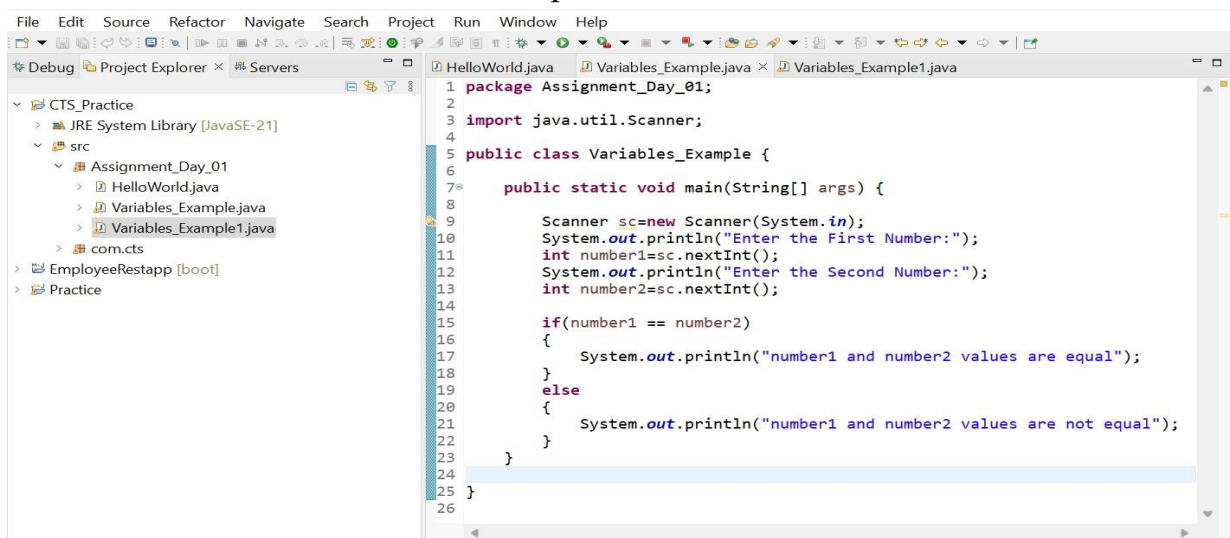 File Edit Source Refactor Navigate Search Project Run Window Help
Debug Project Explorer × Servers
HelloWorld.java Variables_Example.java × Variables_Example1.java
CTS_Practice
JRE System Library [JavaSE-21]
src
Assignment_Day_01
HelloWorld.java
Variables_Example.java
Variables_Example1.java
com.cts
EmployeeRestapp [boot]
Practice
1 package Assignment_Day_01;
2
3 import java.util.Scanner;
4
5 public class Variables_Example {
6
7 public static void main(String[] args) {
8
9 Scanner sc=new Scanner(System.in);
10 System.out.println("Enter the First Number:");
11 int number1=sc.nextInt();
12 System.out.println("Enter the Second Number:");
13 int number2=sc.nextInt();
14
15 if(number1 == number2)
16 {
17 System.out.println("number1 and number2 values are equal");
18 }
19 else
20 {
21 System.out.println("number1 and number2 values are not equal");
22 }
23 }
24
25 }
26